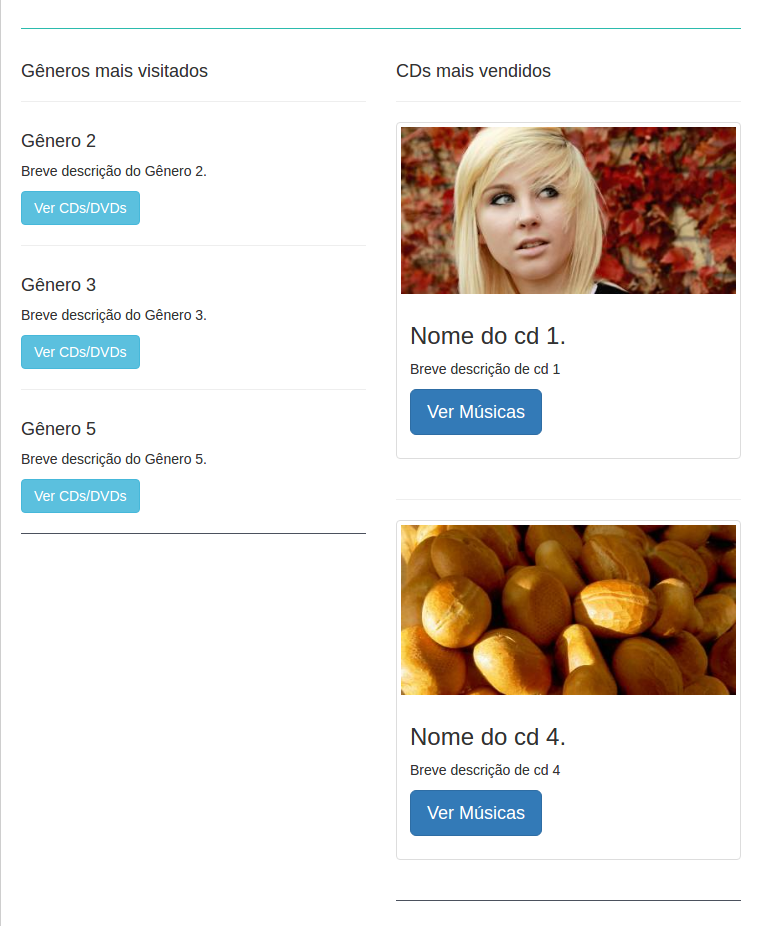 Gêneros mais visitados
Gênero 2
Breve descrição do Gênero 2.
Ver CDs/DVDs
Gênero 3
Breve descrição do Gênero 3.
Ver CDs/DVDs
Gênero 5
Breve descrição do Gênero 5.
Ver CDs/DVDs
CDs mais vendidos
Nome do cd 1.
Breve descrição de cd 1
Ver Músicas
Nome do cd 4.
Breve descrição de cd 4
Ver Músicas